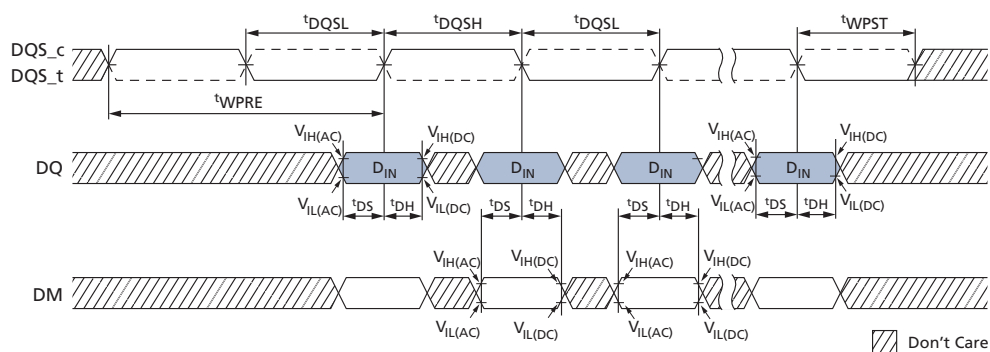 tDQSL tDQSH tDQSL tWPST
DQS_c
DQS_t
tWPRE
VIH(AC) VIH(DC) VIH(AC) VIH(DC)
DQ DIN DIN DIN DIN
VIL(AC) VIL(DC) VIL(AC) VIL(DC)
tDS tDH tDS tDH tDS tDH tDS tDH
VIH(AC) VIH(DC) VIH(AC) VIH(DC)
DM
VIL(AC) VIL(DC) VIL(AC) VIL(DC)
Don't Care